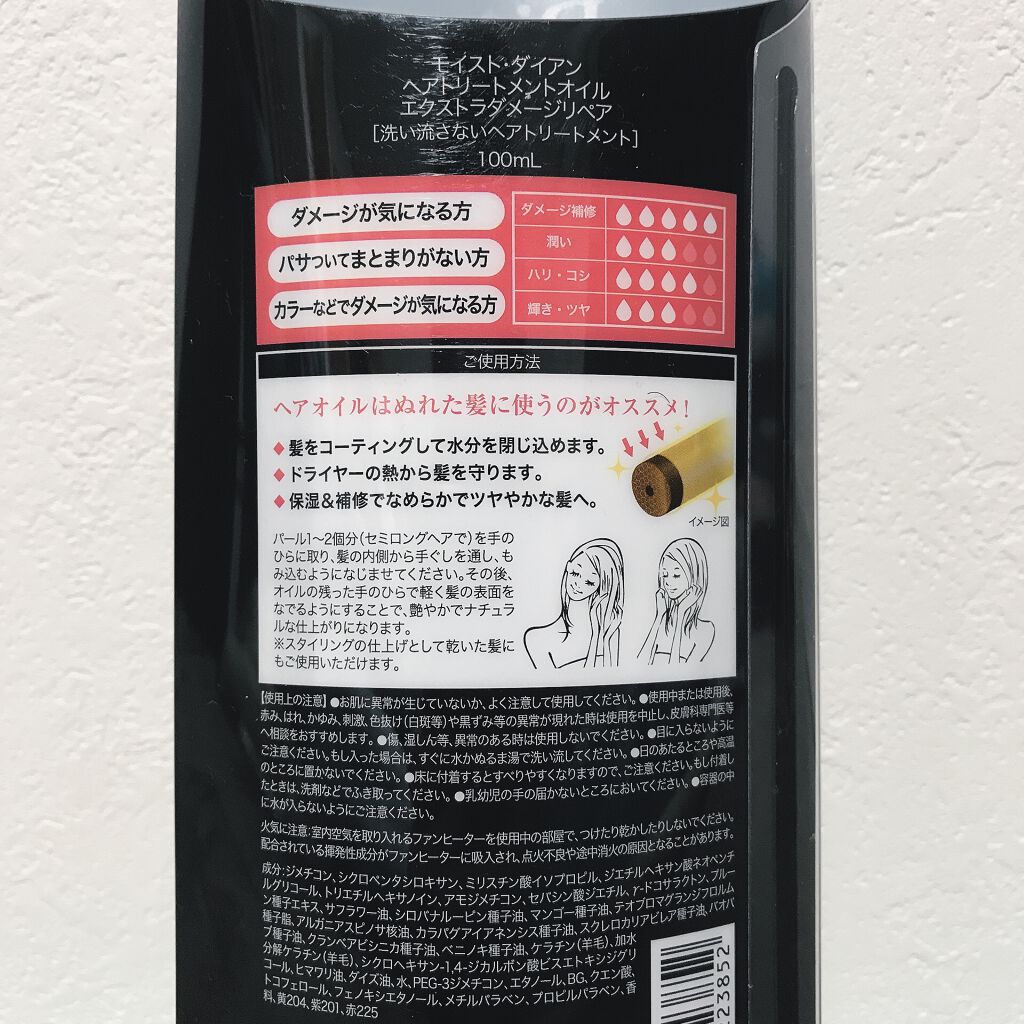 モイスト・ダイアン
ヘアトリートメントオイル
エクストラダメージリペア
[洗い流さないヘアトリートメント]
100mL
ダメージが気になる方
パサついてまとまりがない方
カラーなどでダメージが気になる方
ダメージ補修
潤い
ハリ・コシ
輝き・ツヤ
ご使用方法
ヘアオイルはぬれた髪に使うのがオススメ!
◆髪をコーティングして水分を閉じ込めます。
◆ドライヤーの熱から髪を守ります。
◆保湿&補修でなめらかでツヤやかな髪へ。
イメージ図
パール1〜2個分(セミロングヘアで)を手の
ひらに取り、髪の内側から手ぐしを通し、も
み込むようになじませてください。その後、
オイルの残った手のひらで軽く髪の表面を
なでるようにすることで、艶やかでナチュラ
ルな仕上がりになります。
※スタイリングの仕上げとして乾いた髪に
もご使用いただけます。
【使用上の注意】●お肌に異常が生じていないか、よく注意して使用してください。●使用中または使用後、
赤み、はれ、かゆみ、刺激、色抜け(白斑等)や黒ずみ等の異常が現れた時は使用を中止し、皮膚科専門医等
へ相談をおすすめします。●傷、湿しん等、異常のある時は使用しないでください。●目に入らないように
ご注意ください。もし入った場合は、すぐに水かぬるま湯で洗い流してください。●日のあたるところや高温
のところに置かないでください。●床に付着するとすべりやすくなりますので、ご注意ください。もし付着し
たときは、洗剤などでふき取ってください。●乳幼児の手の届かないところにおいてください。●容器の中
に水が入らないようにご注意ください。
火気に注意:室内空気を取り入れるファンヒーターを使用中の部屋で、つけたり乾かしたりしないでください。
配合されている揮発性成分がファンヒーターに吸入され、点火不良や途中消火の原因となることがあります。
成分:ジメチコン、シクロペンタシロキサン、ミリスチン酸イソプロピル、ジエチルヘキサン酸ネオペンチ
ルグリコール、トリエチルヘキサノイン、アモジメチコン、セバシン酸ジエチル、γ-ドコサラクトン、プルー
ン種子エキス、サフラワー油、シロバナルーピン種子油、マンゴー種子油、テオブロマグランジフロルム
種子脂、アルガニアスピノサ核油、カラパグアイアネンシス種子油、スクレロカリアビレア種子油、バオバ
ブ種子油、クランベアビシニカ種子油、ベニノキ種子油、ケラチン(羊毛)、加水
分解ケラチン(羊毛)、シクロヘキサン-1,4-ジカルボン酸ビスエトキシジグリ
コール、ヒマワリ油、ダイズ油、水、PEG-3ジメチコン、エタノール、BG、クエン酸、
トコフェロール、フェノキシエタノール、メチルパラベン、プロピルパラベン、香
料、黄204、紫201、赤225
23852